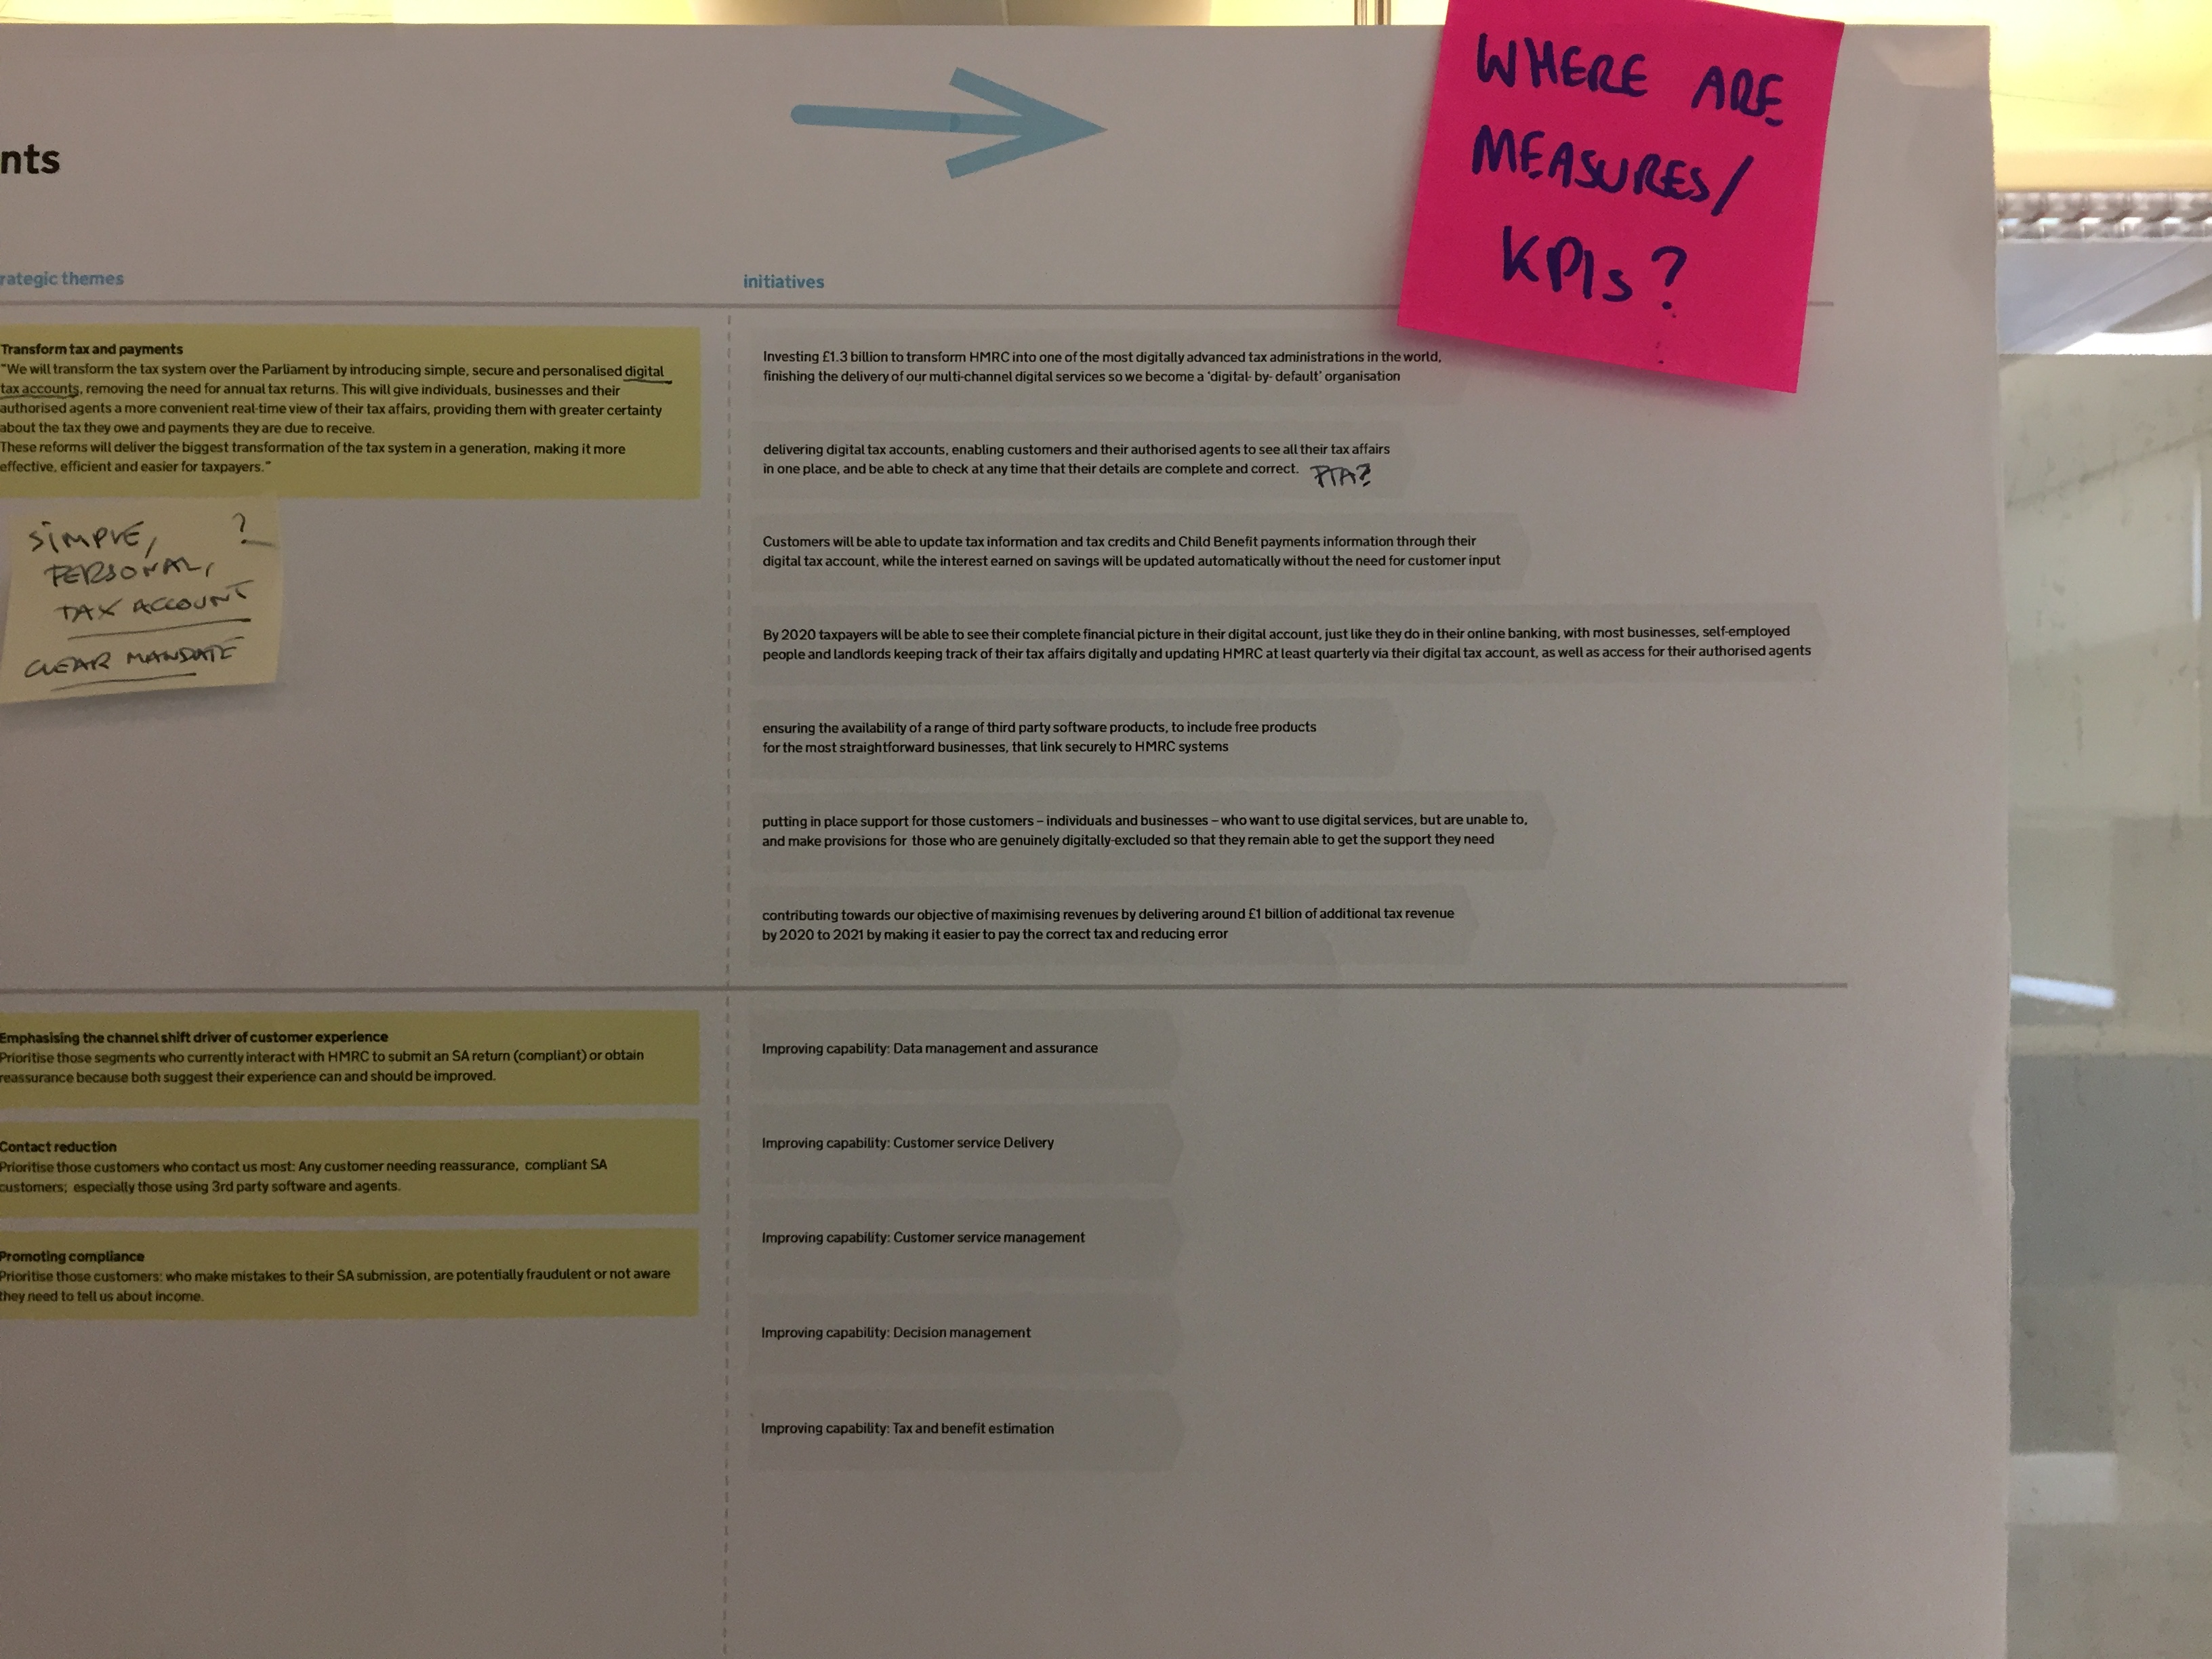 nts
WHERE ARE
MEASURES/
KPIs?
rategic themes
initiatives
Transform tax and payments
"We will transform the tax system over the Parliament by introducing simple, secure and personalised digital
tax accounts, removing the need for annual tax returns. This will give individuals, businesses and their
authorised agents a more convenient real-time view of their tax affairs, providing them with greater certainty
about the tax they owe and payments they are due to receive.
These reforms will deliver the biggest transformation of the tax system in a generation, making it more
effective, efficient and easier for taxpayers."
SIMPLE, ?
PERSONAL,
TAX ACCOUNT
CLEAR MANDATE
Investing £1.3 billion to transform HMRC into one of the most digitally advanced tax administrations in the world,
finishing the delivery of our multi-channel digital services so we become a 'digital- by- default' organisation
delivering digital tax accounts, enabling customers and their authorised agents to see all their tax affairs
in one place, and be able to check at any time that their details are complete and correct. PTA?
Customers will be able to update tax information and tax credits and Child Benefit payments information through their
digital tax account, while the interest earned on savings will be updated automatically without the need for customer input
By 2020 taxpayers will be able to see their complete financial picture in their digital account, just like they do in their online banking, with most businesses, self-employed
people and landlords keeping track of their tax affairs digitally and updating HMRC at least quarterly via their digital tax account, as well as access for their authorised agents
ensuring the availability of a range of third party software products, to include free products
for the most straightforward businesses, that link securely to HMRC systems
putting in place support for those customers – individuals and businesses – who want to use digital services, but are unable to,
and make provisions for those who are genuinely digitally-excluded so that they remain able to get the support they need
contributing towards our objective of maximising revenues by delivering around £1 billion of additional tax revenue
by 2020 to 2021 by making it easier to pay the correct tax and reducing error
Emphasising the channel shift driver of customer experience
Prioritise those segments who currently interact with HMRC to submit an SA return (compliant) or obtain
reassurance because both suggest their experience can and should be improved.
Contact reduction
Prioritise those customers who contact us most: Any customer needing reassurance, compliant SA
customers; especially those using 3rd party software and agents.
Promoting compliance
Prioritise those customers: who make mistakes to their SA submission, are potentially fraudulent or not aware
they need to tell us about income.
Improving capability: Data management and assurance
Improving capability: Customer service Delivery
Improving capability: Customer service management
Improving capability: Decision management
Improving capability: Tax and benefit estimation